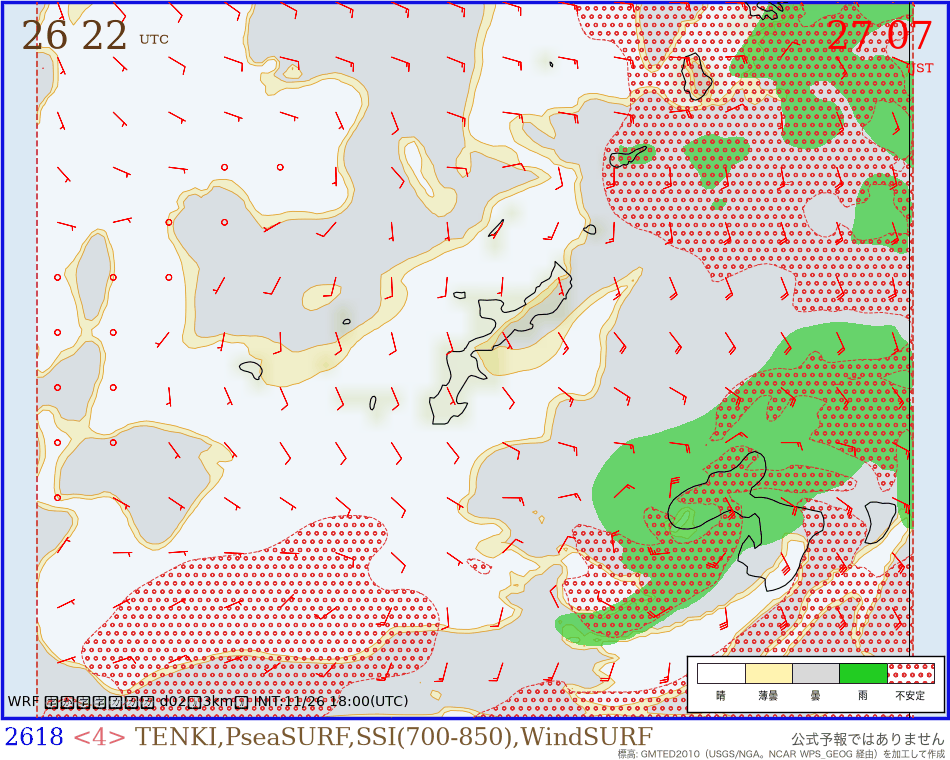 26 22 UTC
27 07
JST
晴 薄曇 曇 雨 不安定
WRF d02 3km INIT:11/26 18:00(UTC)
2618 <4> TENKI,PseaSURF,SSI(700-850),WindSURF
公式予報ではありません
標高: GMTED2010（USGS/NGA。NCAR WPS_GEOG 経由）を加工して作成